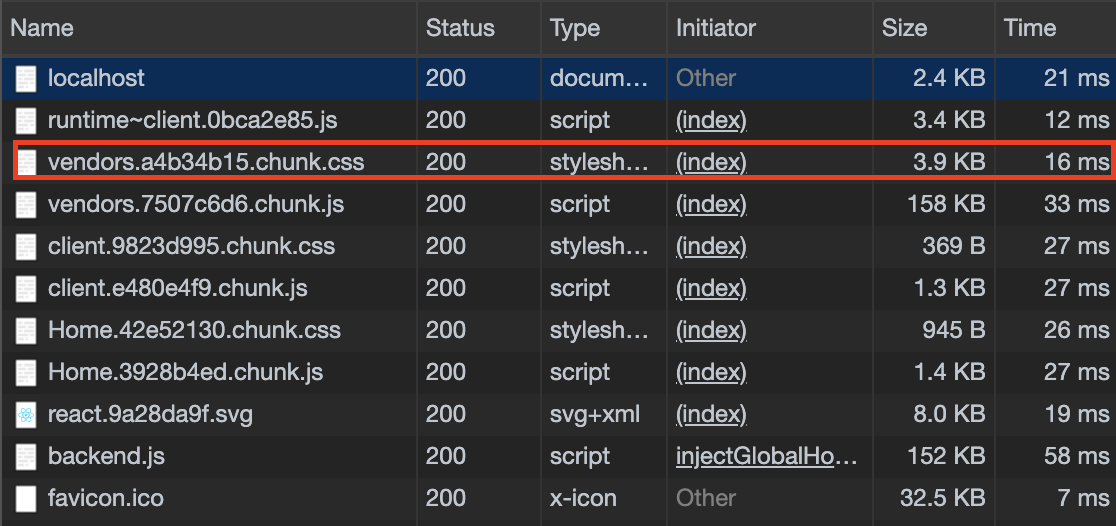 Name Status Type Initiator Size Time
localhost 200 docum... Other 2.4 KB 21 ms
runtime~client.0bca2e85.js 200 script (index) 3.4 KB 12 ms
vendors.a4b34b15.chunk.css 200 stylesh... (index) 3.9 KB 16 ms
vendors.7507c6d6.chunk.js 200 script (index) 158 KB 33 ms
client.9823d995.chunk.css 200 stylesh... (index) 369 B 27 ms
client.e480e4f9.chunk.js 200 script (index) 1.3 KB 27 ms
Home.42e52130.chunk.css 200 stylesh... (index) 945 B 26 ms
Home.3928b4ed.chunk.js 200 script (index) 1.4 KB 27 ms
react.9a28da9f.svg 200 svg+xml (index) 8.0 KB 19 ms
backend.js 200 script injectGlobalHo... 152 KB 58 ms
favicon.ico 200 x-icon Other 32.5 KB 7 ms